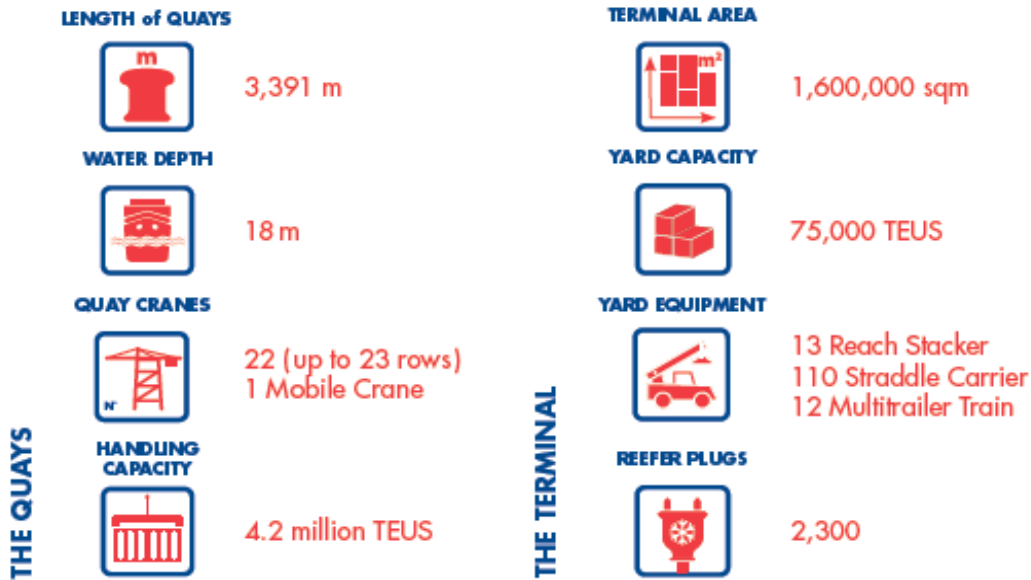 THE QUAYS
LENGTH of QUAYS
m
3,391 m
WATER DEPTH
18 m
QUAY CRANES
N°
22 (up to 23 rows)
1 Mobile Crane
HANDLING
CAPACITY
4.2 million TEUS
THE TERMINAL
TERMINAL AREA
m²
1,600,000 sqm
YARD CAPACITY
75,000 TEUS
YARD EQUIPMENT
13 Reach Stacker
110 Straddle Carrier
12 Multitrailer Train
REEFER PLUGS
2,300